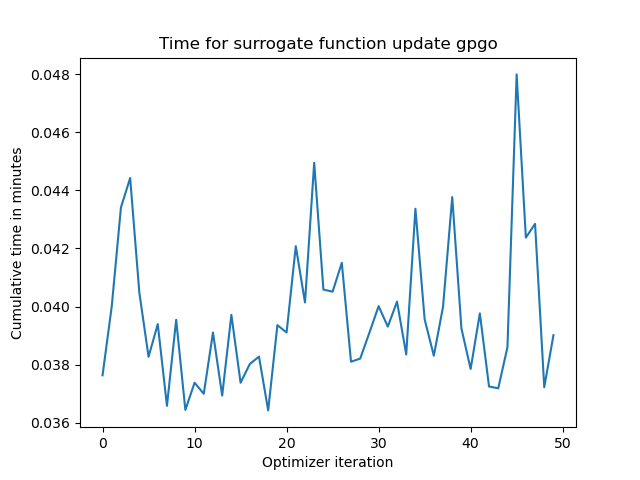 Time for surrogate function update gpgo
Cumulative time in minutes
0.048
0.046
0.044
0.042
0.040
0.038
0.036
0 10 20 30 40 50
Optimizer iteration